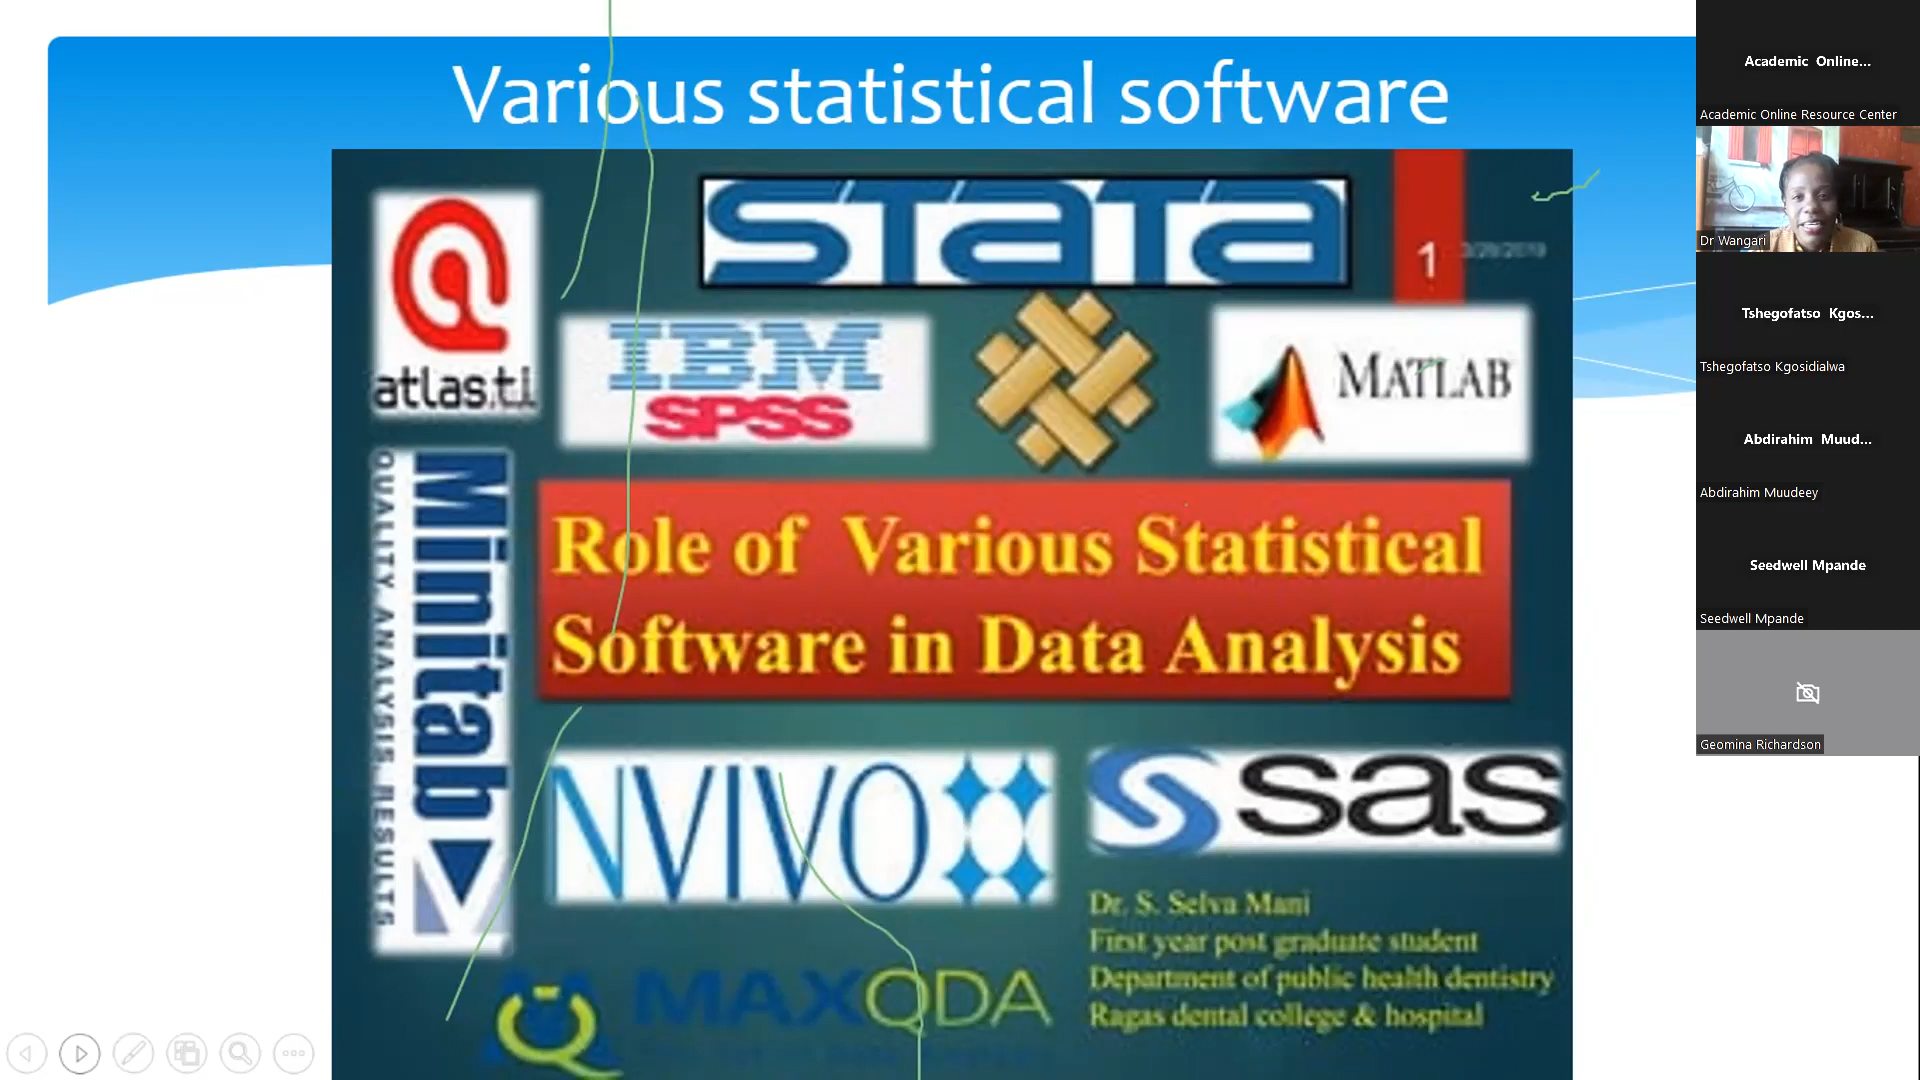 Various statistical software
STATA
1
3/28/2019
atlas.ti
IBM
SPSS
MATLAB
Minitab
QUALITY. ANALYSIS. RESULTS
Role of Various Statistical
Software in Data Analysis
NVIVO
sas
Dr. S. Selva Mani
First year post graduate student
Department of public health dentistry
Ragas dental college & hospital
MAXQDA
Academic Online...
Academic Online Resource Center
Dr Wangari
Tshegofatso Kgos...
Tshegofatso Kgosidialwa
Abdirahim Muud...
Abdirahim Muudeey
Seedwell Mpande
Seedwell Mpande
Geomina Richardson